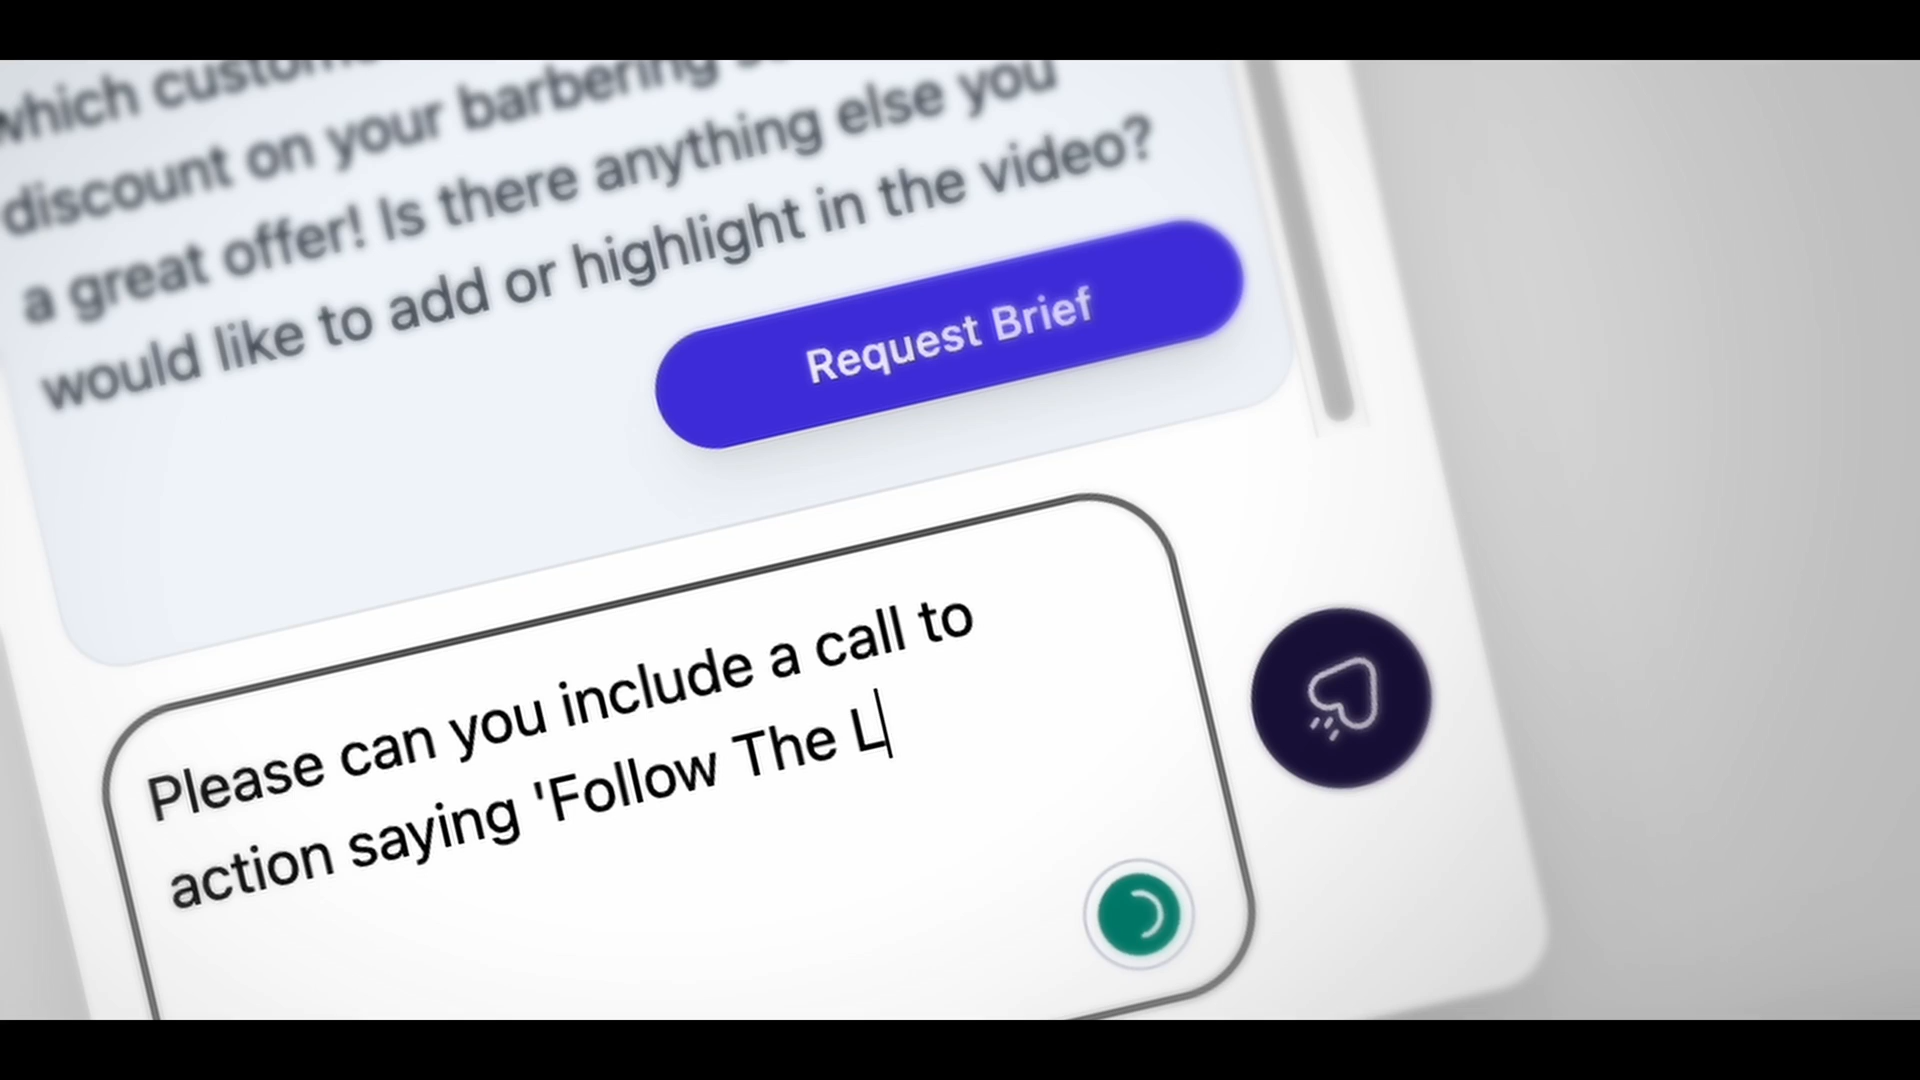 which
discount on your barbering
a great offer! Is there anything else you
would like to add or highlight in the video?
Request Brief
Please can you include a call to
action saying 'Follow The L